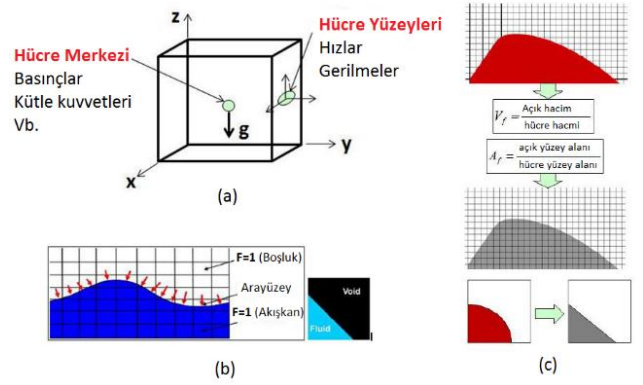 z
Hücre Merkezi
Basınçlar
Kütle kuvvetleri
Vb.
Hücre Yüzeyleri
Hızlar
Gerilmeler
g
y
x
(a)
F=1 (Boşluk)
Arayüzey
F=1 (Akışkan)
Void
Fluid
(b)
V_f = Açık hacim / hücre hacmi
A_f = açık yüzey alanı / hücre yüzey alanı
(c)